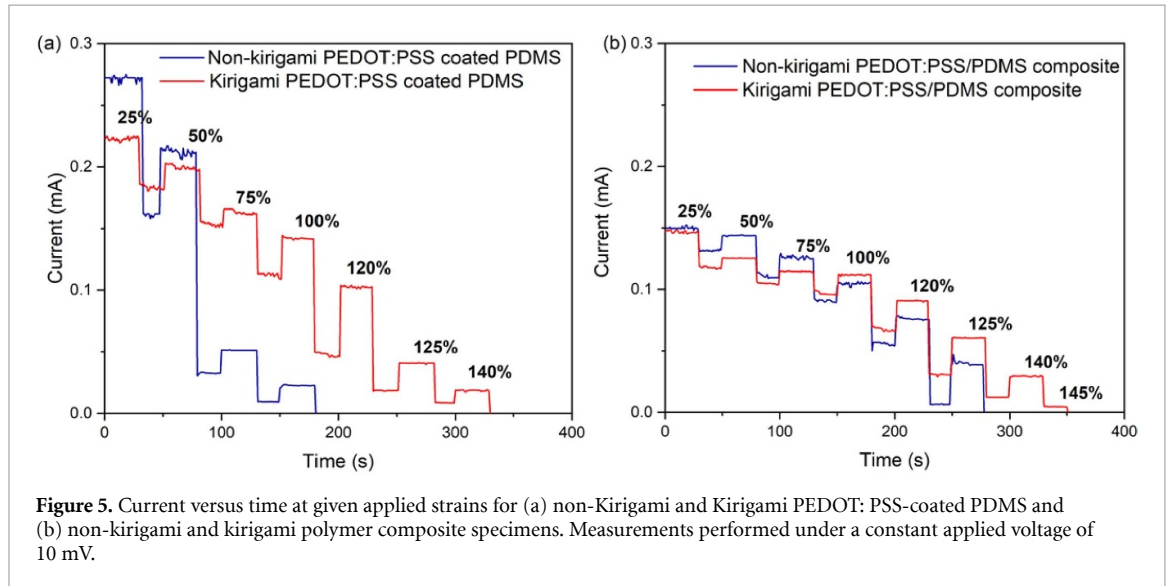 (a)
0.3
Non-kirigami PEDOT:PSS coated PDMS
Kirigami PEDOT:PSS coated PDMS
25%
50%
0.2
75%
100%
Current (mA)
120%
0.1
125%
140%
0.0
0
100
200
300
400
Time (s)
(b)
0.3
Non-kirigami PEDOT:PSS/PDMS composite
Kirigami PEDOT:PSS/PDMS composite
0.2
Current (mA)
25%
50%
75%
100%
120%
0.1
125%
140%
145%
0.0
0
100
200
300
400
Time (s)
Figure 5. Current versus time at given applied strains for (a) non-Kirigami and Kirigami PEDOT: PSS-coated PDMS and
(b) non-kirigami and kirigami polymer composite specimens. Measurements performed under a constant applied voltage of
10 mV.